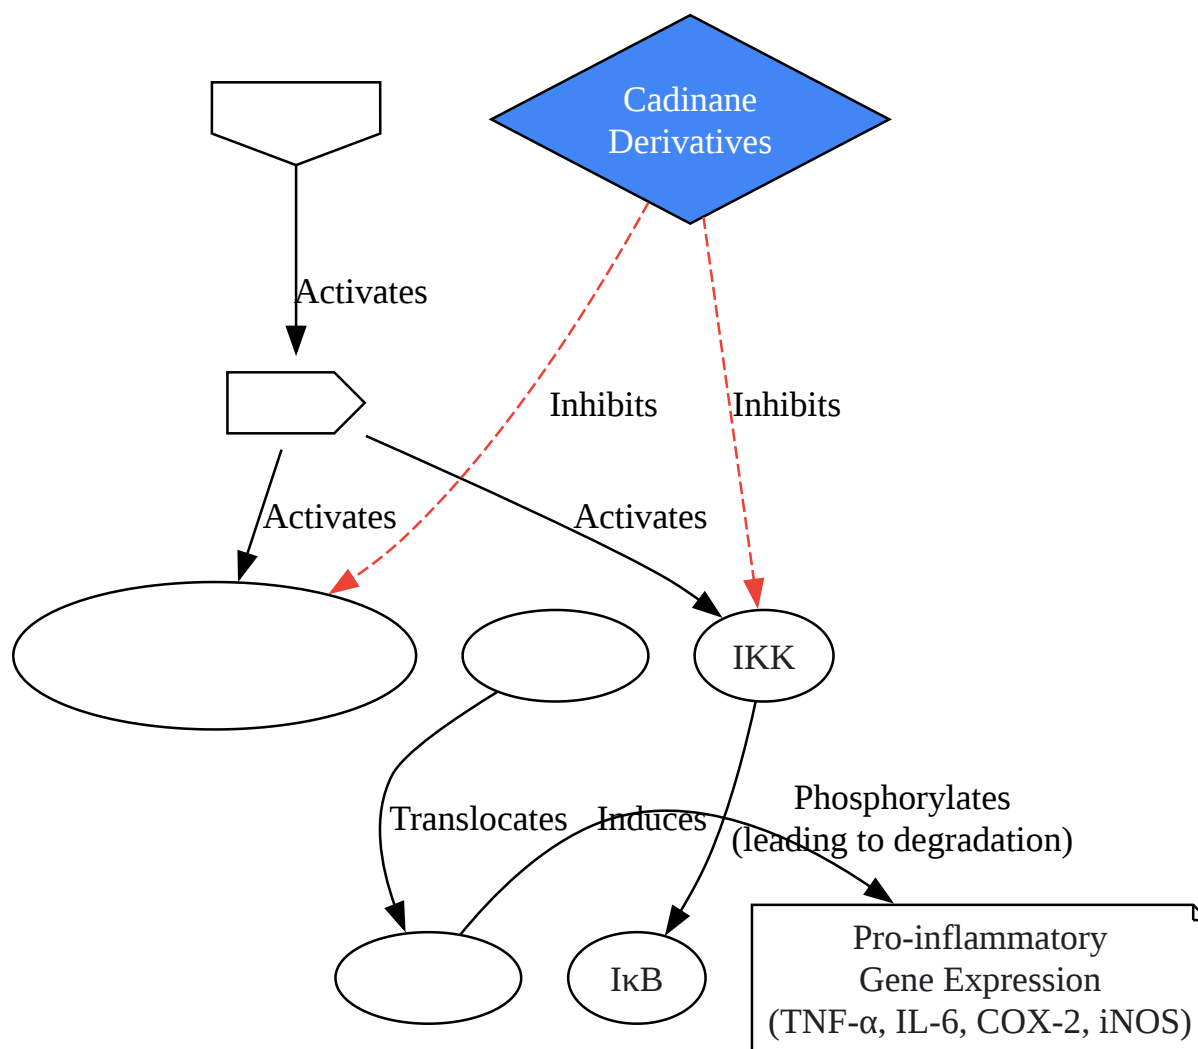 Cadinane
Derivatives
Activates
Inhibits
Inhibits
Activates
Activates
IKK
Translocates
Induces
Phosphorylates
(leading to degradation)
IκB
Pro-inflammatory
Gene Expression
(TNF-α, IL-6, COX-2, iNOS)